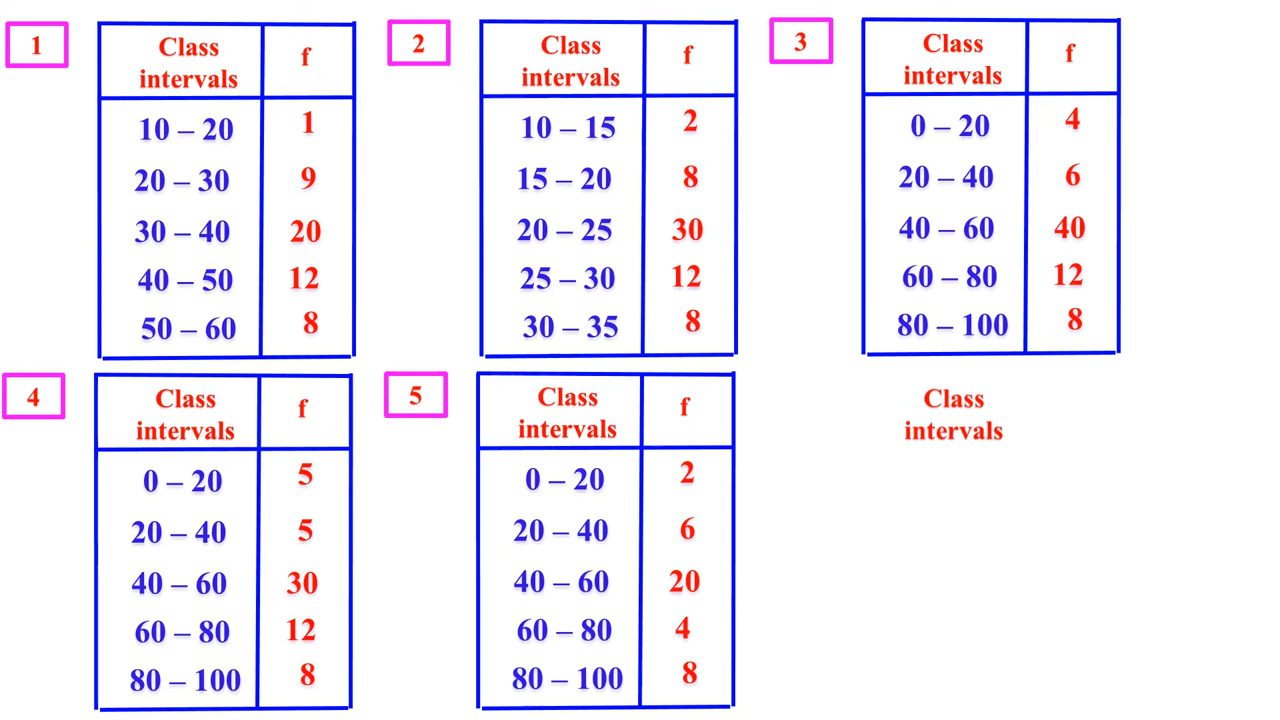 1
Class f
intervals
10 – 20 1
20 – 30 9
30 – 40 20
40 – 50 12
50 – 60 8
2
Class f
intervals
10 – 15 2
15 – 20 8
20 – 25 30
25 – 30 12
30 – 35 8
3
Class f
intervals
0 – 20 4
20 – 40 6
40 – 60 40
60 – 80 12
80 – 100 8
4
Class f
intervals
0 – 20 5
20 – 40 5
40 – 60 30
60 – 80 12
80 – 100 8
5
Class f
intervals
0 – 20 2
20 – 40 6
40 – 60 20
60 – 80 4
80 – 100 8
Class
intervals